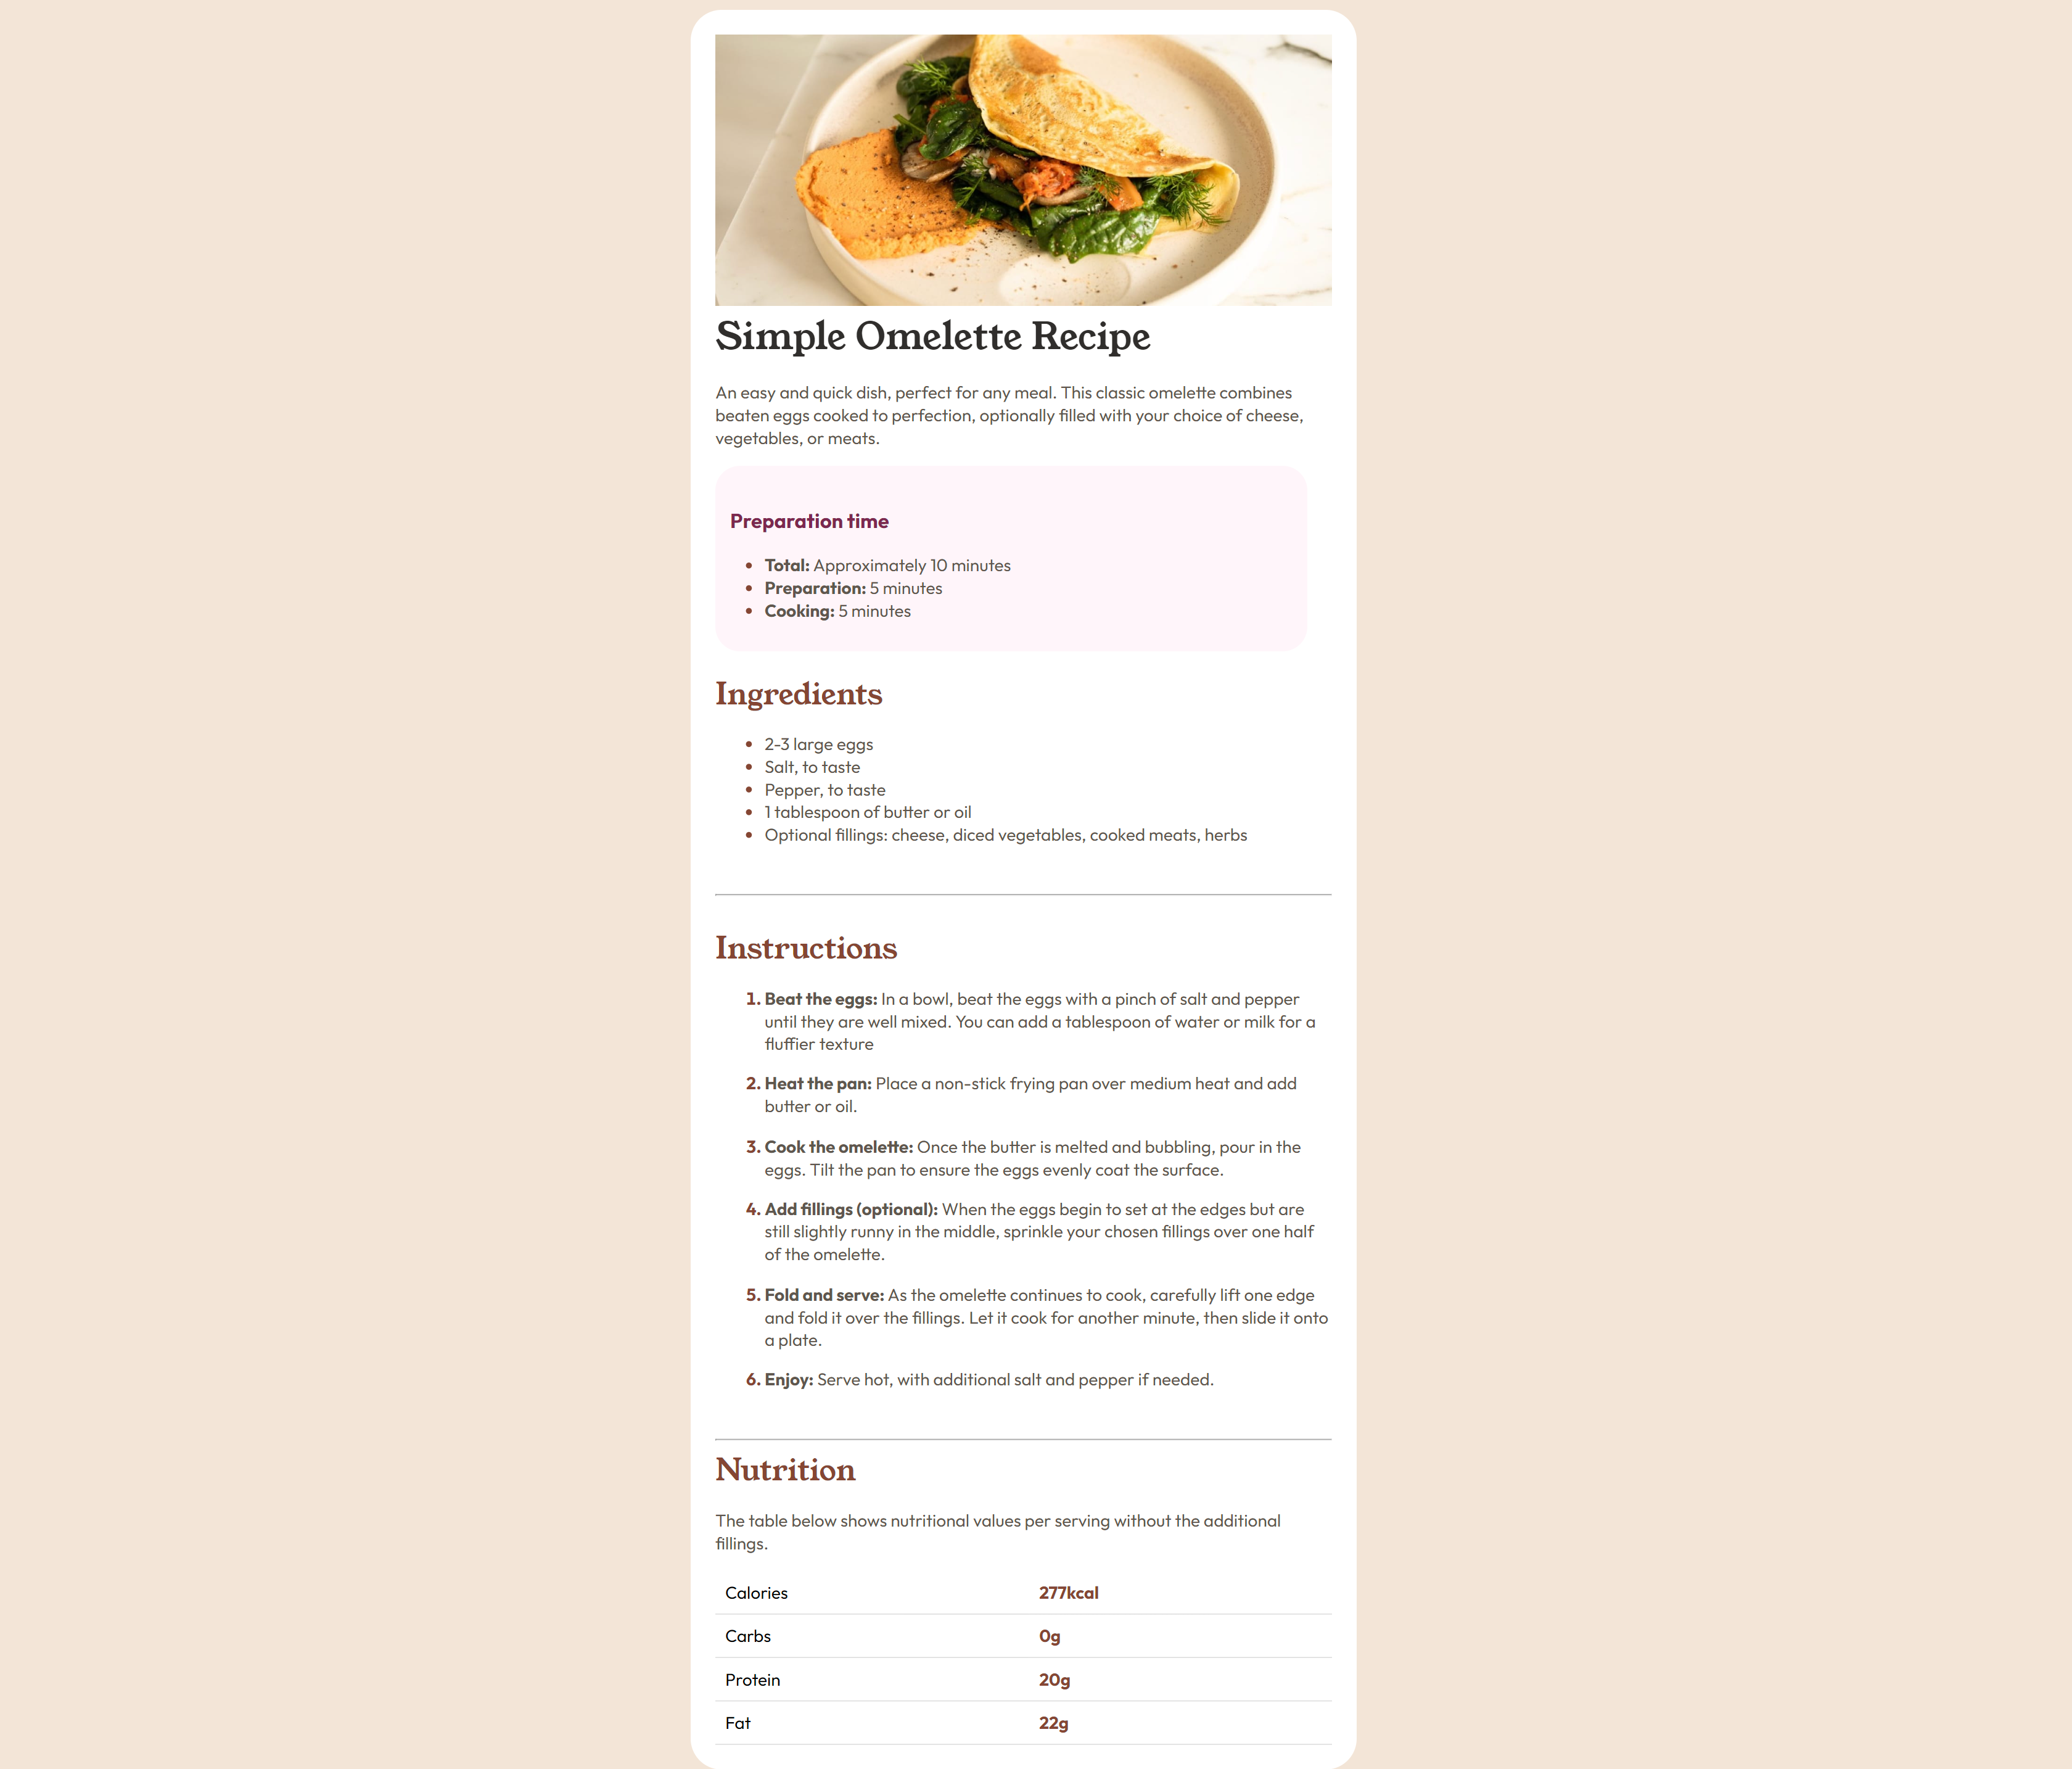 Simple Omelette Recipe
An easy and quick dish, perfect for any meal. This classic omelette combines
beaten eggs cooked to perfection, optionally filled with your choice of cheese,
vegetables, or meats.
Preparation time
• Total: Approximately 10 minutes
• Preparation: 5 minutes
• Cooking: 5 minutes
Ingredients
• 2-3 large eggs
• Salt, to taste
• Pepper, to taste
• 1 tablespoon of butter or oil
• Optional fillings: cheese, diced vegetables, cooked meats, herbs
Instructions
1. Beat the eggs: In a bowl, beat the eggs with a pinch of salt and pepper
until they are well mixed. You can add a tablespoon of water or milk for a
fluffier texture
2. Heat the pan: Place a non-stick frying pan over medium heat and add
butter or oil.
3. Cook the omelette: Once the butter is melted and bubbling, pour in the
eggs. Tilt the pan to ensure the eggs evenly coat the surface.
4. Add fillings (optional): When the eggs begin to set at the edges but are
still slightly runny in the middle, sprinkle your chosen fillings over one half
of the omelette.
5. Fold and serve: As the omelette continues to cook, carefully lift one edge
and fold it over the fillings. Let it cook for another minute, then slide it onto
a plate.
6. Enjoy: Serve hot, with additional salt and pepper if needed.
Nutrition
The table below shows nutritional values per serving without the additional
fillings.
Calories 277kcal
Carbs 0g
Protein 20g
Fat 22g